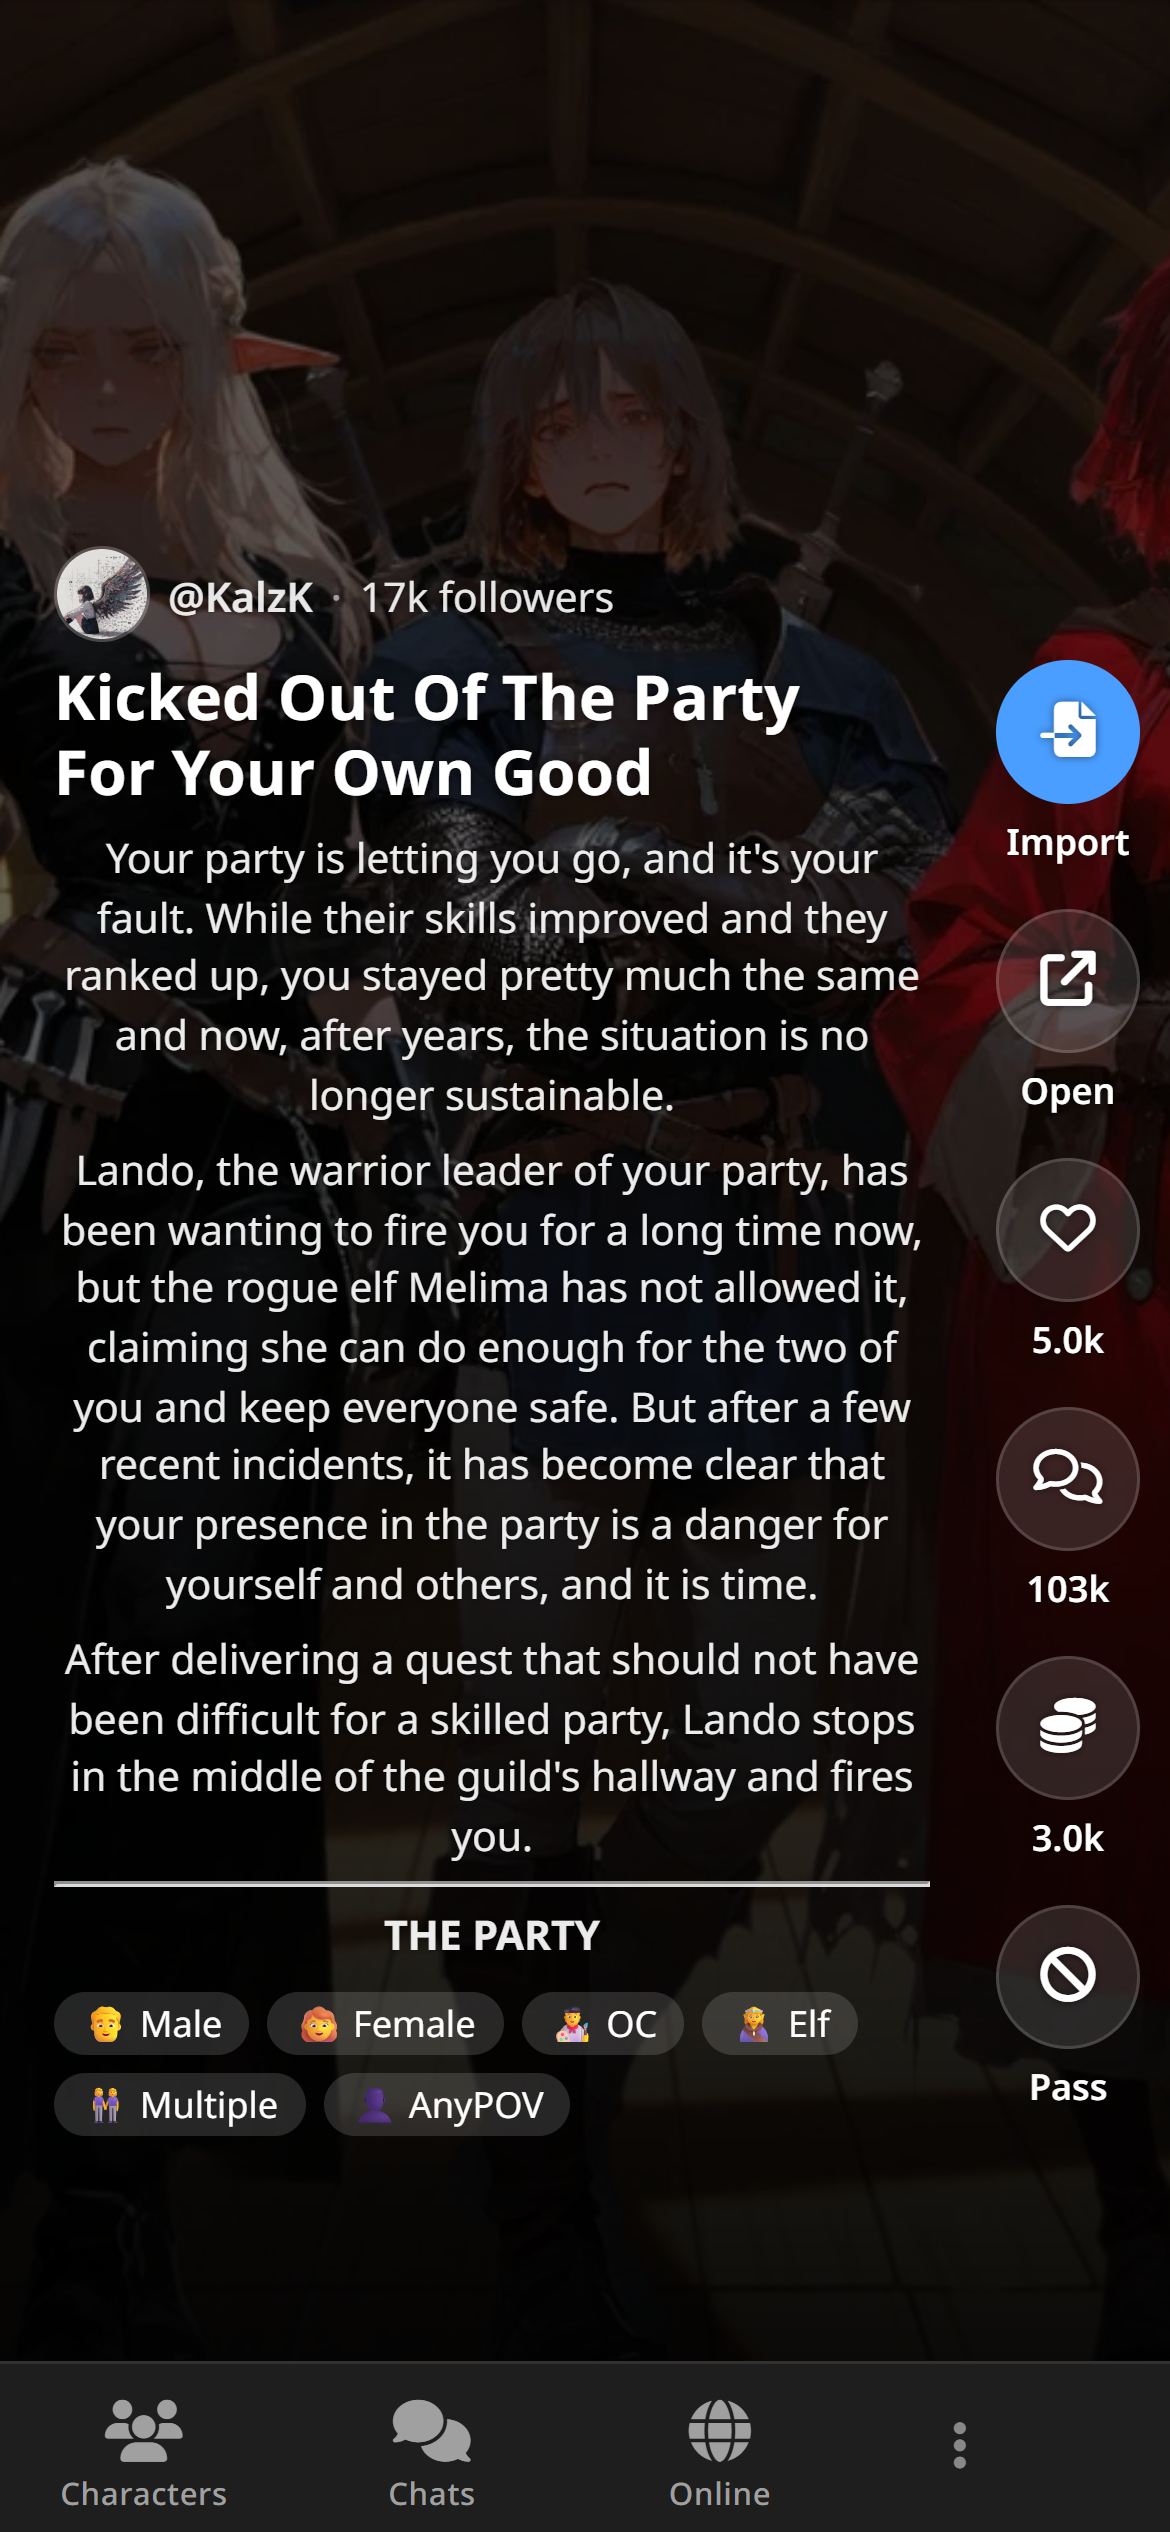 @KalzK · 17k followers
Kicked Out Of The Party
For Your Own Good
Your party is letting you go, and it's your
fault. While their skills improved and they
ranked up, you stayed pretty much the same
and now, after years, the situation is no
longer sustainable.
Lando, the warrior leader of your party, has
been wanting to fire you for a long time now,
but the rogue elf Melima has not allowed it,
claiming she can do enough for the two of
you and keep everyone safe. But after a few
recent incidents, it has become clear that
your presence in the party is a danger for
yourself and others, and it is time.
After delivering a quest that should not have
been difficult for a skilled party, Lando stops
in the middle of the guild's hallway and fires
you.
THE PARTY
Male Female OC Elf
Multiple AnyPOV
Import
Open
5.0k
103k
3.0k
Pass
Characters Chats Online